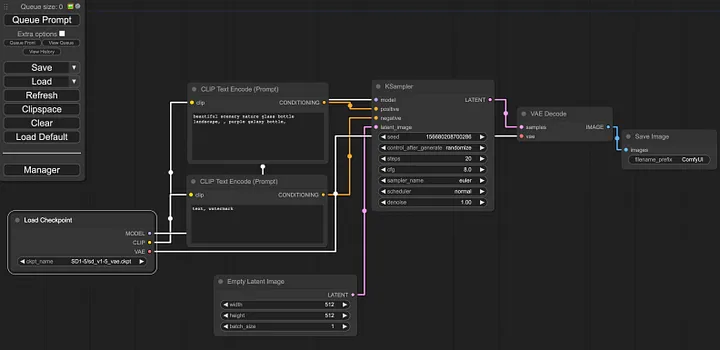 Queue size: 0
Queue Prompt
Extra options
Queue Front
View Queue
View History
Save
Load
Refresh
Clipspace
Clear
Load Default
Manager
CLIP Text Encode (Prompt)
clip
CONDITIONING
beautiful scenery nature glass bottle
landscape, , purple galaxy bottle,
CLIP Text Encode (Prompt)
clip
CONDITIONING
text, watermark
Load Checkpoint
MODEL
CLIP
VAE
ckpt_name
SD1-5/sd_v1-5_vae.ckpt
Empty Latent Image
LATENT
width 512
height 512
batch_size 1
KSampler
model
LATENT
positive
negative
latent_image
seed 156680208700286
control_after_generate randomize
steps 20
cfg 8.0
sampler_name euler
scheduler normal
denoise 1.00
VAE Decode
samples
IMAGE
vae
Save Image
images
filename_prefix ComfyUI